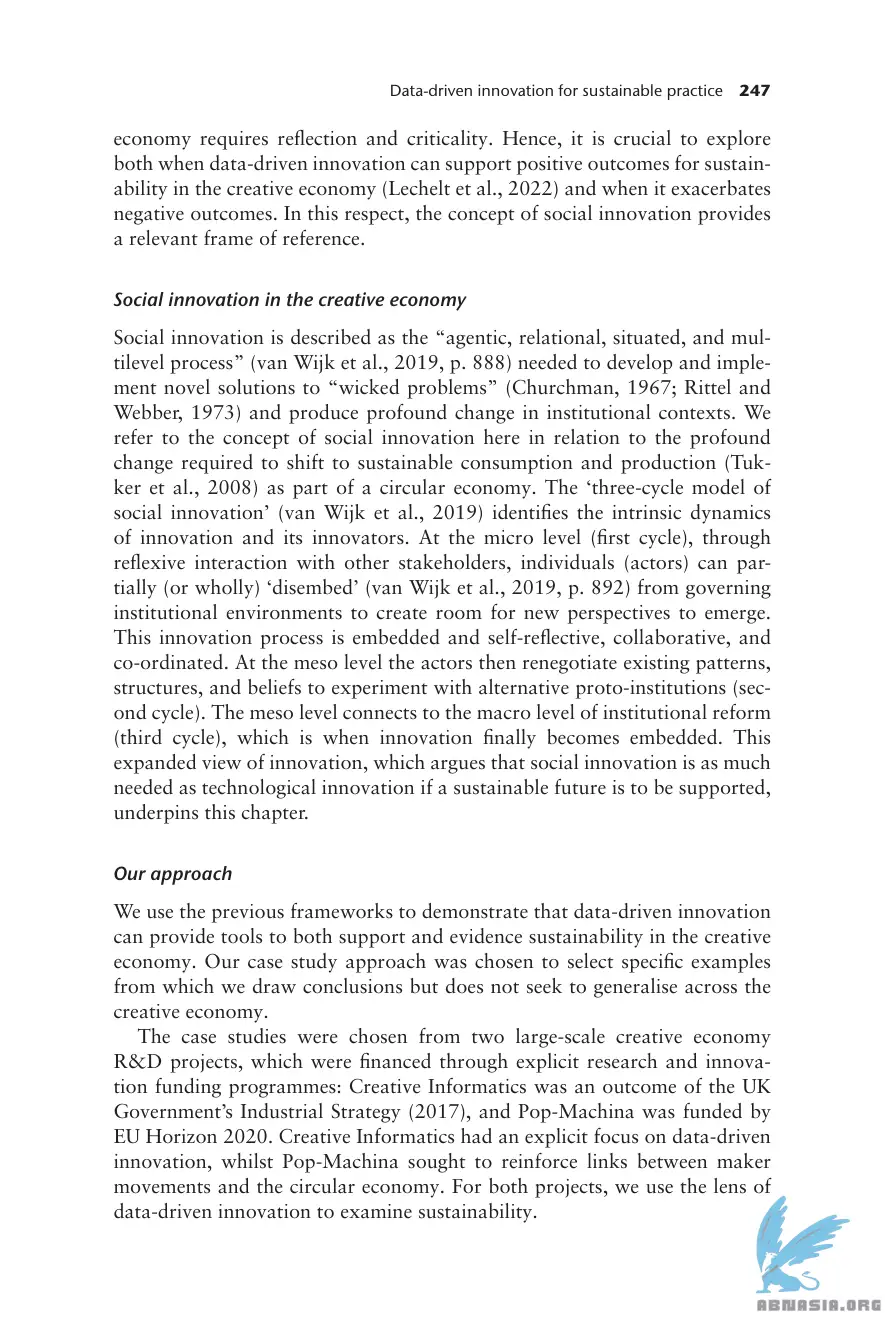 Data-driven innovation for sustainable practice 247
economy requires reflection and criticality. Hence, it is crucial to explore
both when data-driven innovation can support positive outcomes for sustain-
ability in the creative economy (Lechelt et al., 2022) and when it exacerbates
negative outcomes. In this respect, the concept of social innovation provides
a relevant frame of reference.
Social innovation in the creative economy
Social innovation is described as the “agentic, relational, situated, and mul-
tilevel process” (van Wijk et al., 2019, p. 888) needed to develop and imple-
ment novel solutions to “wicked problems” (Churchman, 1967; Rittel and
Webber, 1973) and produce profound change in institutional contexts. We
refer to the concept of social innovation here in relation to the profound
change required to shift to sustainable consumption and production (Tuk-
ker et al., 2008) as part of a circular economy. The ‘three-cycle model of
social innovation’ (van Wijk et al., 2019) identifies the intrinsic dynamics
of innovation and its innovators. At the micro level (first cycle), through
reflexive interaction with other stakeholders, individuals (actors) can par-
tially (or wholly) ‘disembed’ (van Wijk et al., 2019, p. 892) from governing
institutional environments to create room for new perspectives to emerge.
This innovation process is embedded and self-reflective, collaborative, and
co-ordinated. At the meso level the actors then renegotiate existing patterns,
structures, and beliefs to experiment with alternative proto-institutions (sec-
ond cycle). The meso level connects to the macro level of institutional reform
(third cycle), which is when innovation finally becomes embedded. This
expanded view of innovation, which argues that social innovation is as much
needed as technological innovation if a sustainable future is to be supported,
underpins this chapter.
Our approach
We use the previous frameworks to demonstrate that data-driven innovation
can provide tools to both support and evidence sustainability in the creative
economy. Our case study approach was chosen to select specific examples
from which we draw conclusions but does not seek to generalise across the
creative economy.
The case studies were chosen from two large-scale creative economy
R&D projects, which were financed through explicit research and innova-
tion funding programmes: Creative Informatics was an outcome of the UK
Government’s Industrial Strategy (2017), and Pop-Machina was funded by
EU Horizon 2020. Creative Informatics had an explicit focus on data-driven
innovation, whilst Pop-Machina sought to reinforce links between maker
movements and the circular economy. For both projects, we use the lens of
data-driven innovation to examine sustainability.
ABNASIA.ORG